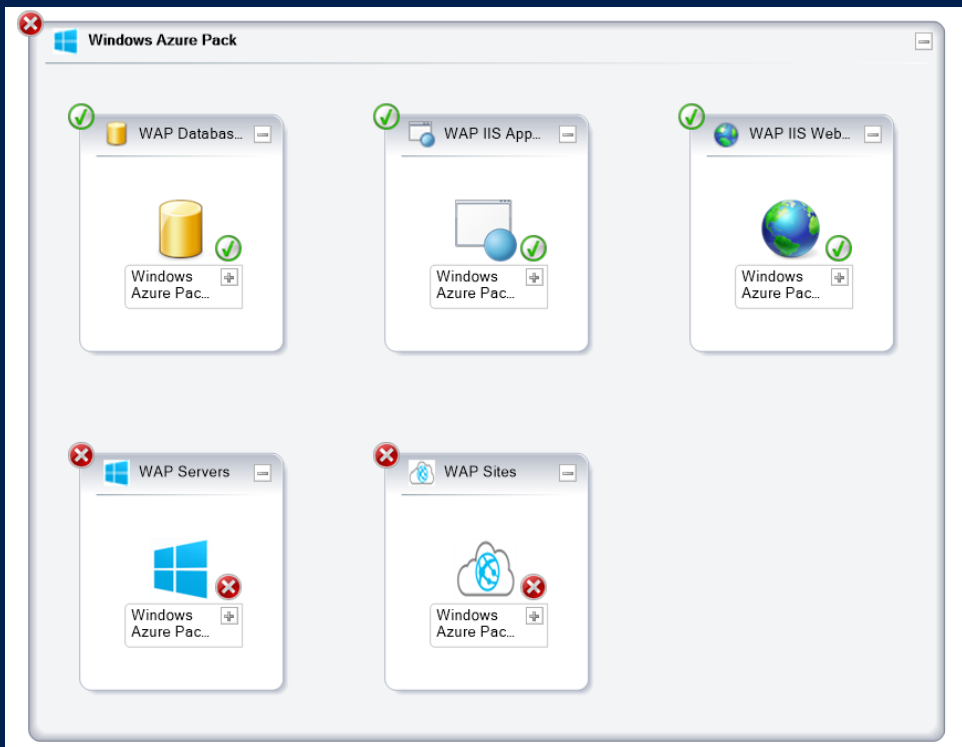 Windows Azure Pack
WAP Databas...
WAP IIS App...
WAP IIS Web...
Windows
Azure Pac...
Windows
Azure Pac...
Windows
Azure Pac...
WAP Servers
WAP Sites
Windows
Azure Pac...
Windows
Azure Pac...